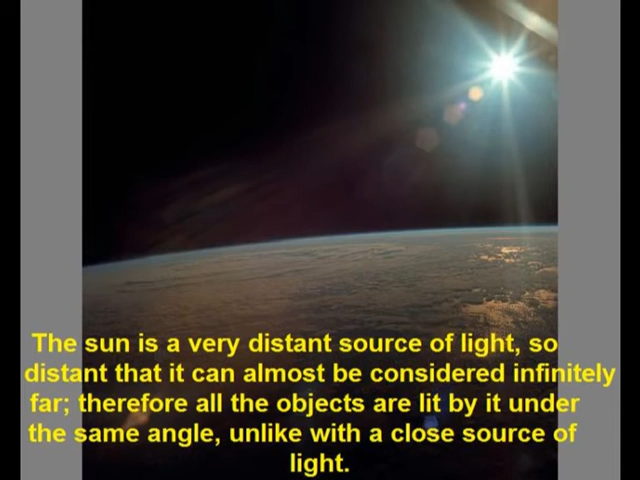 The sun is a very distant source of light, so
distant that it can almost be considered infinitely
far; therefore all the objects are lit by it under
the same angle, unlike with a close source of
light.